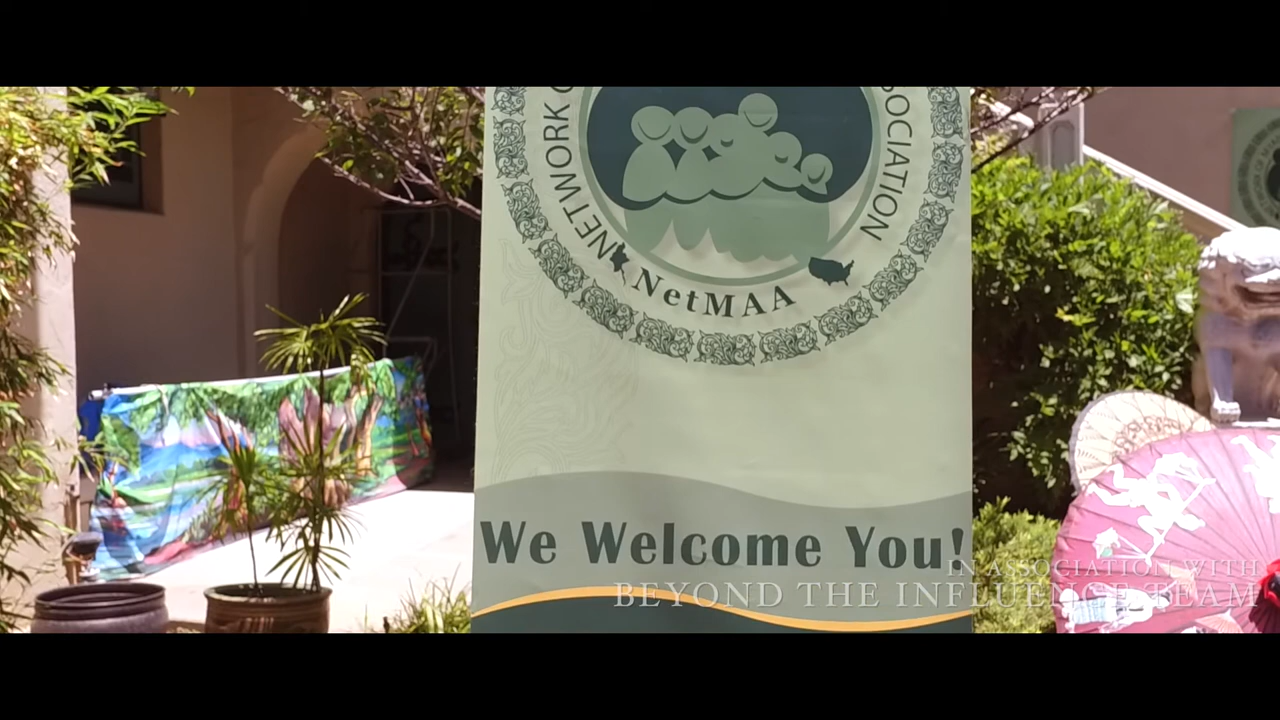 NETWORK
SOCIATION
NetMAA
We Welcome You!
IN ASSOCIATION WITH
BEYOND THE INFLUENCE TEAM